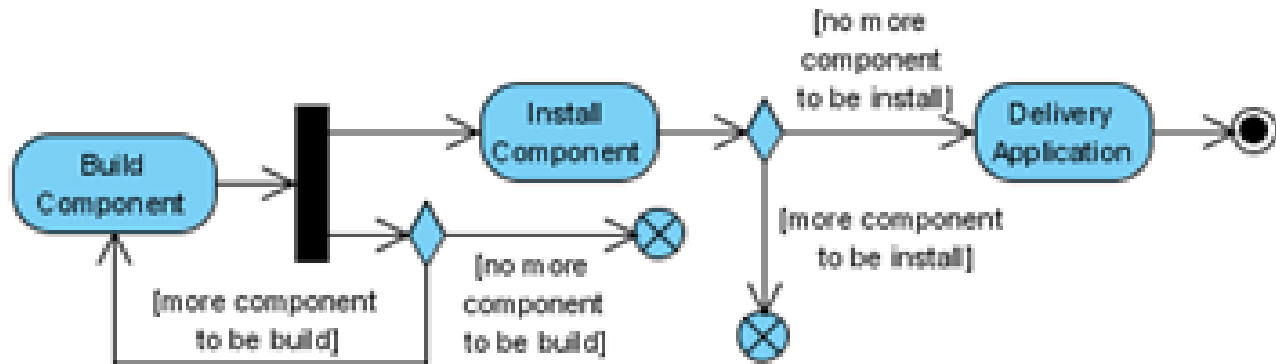 Build
Component
Install
Component
[no more
component
to be install]
Delivery
Application
[more component
to be install]
[no more
component
to be build]
[more component
to be build]